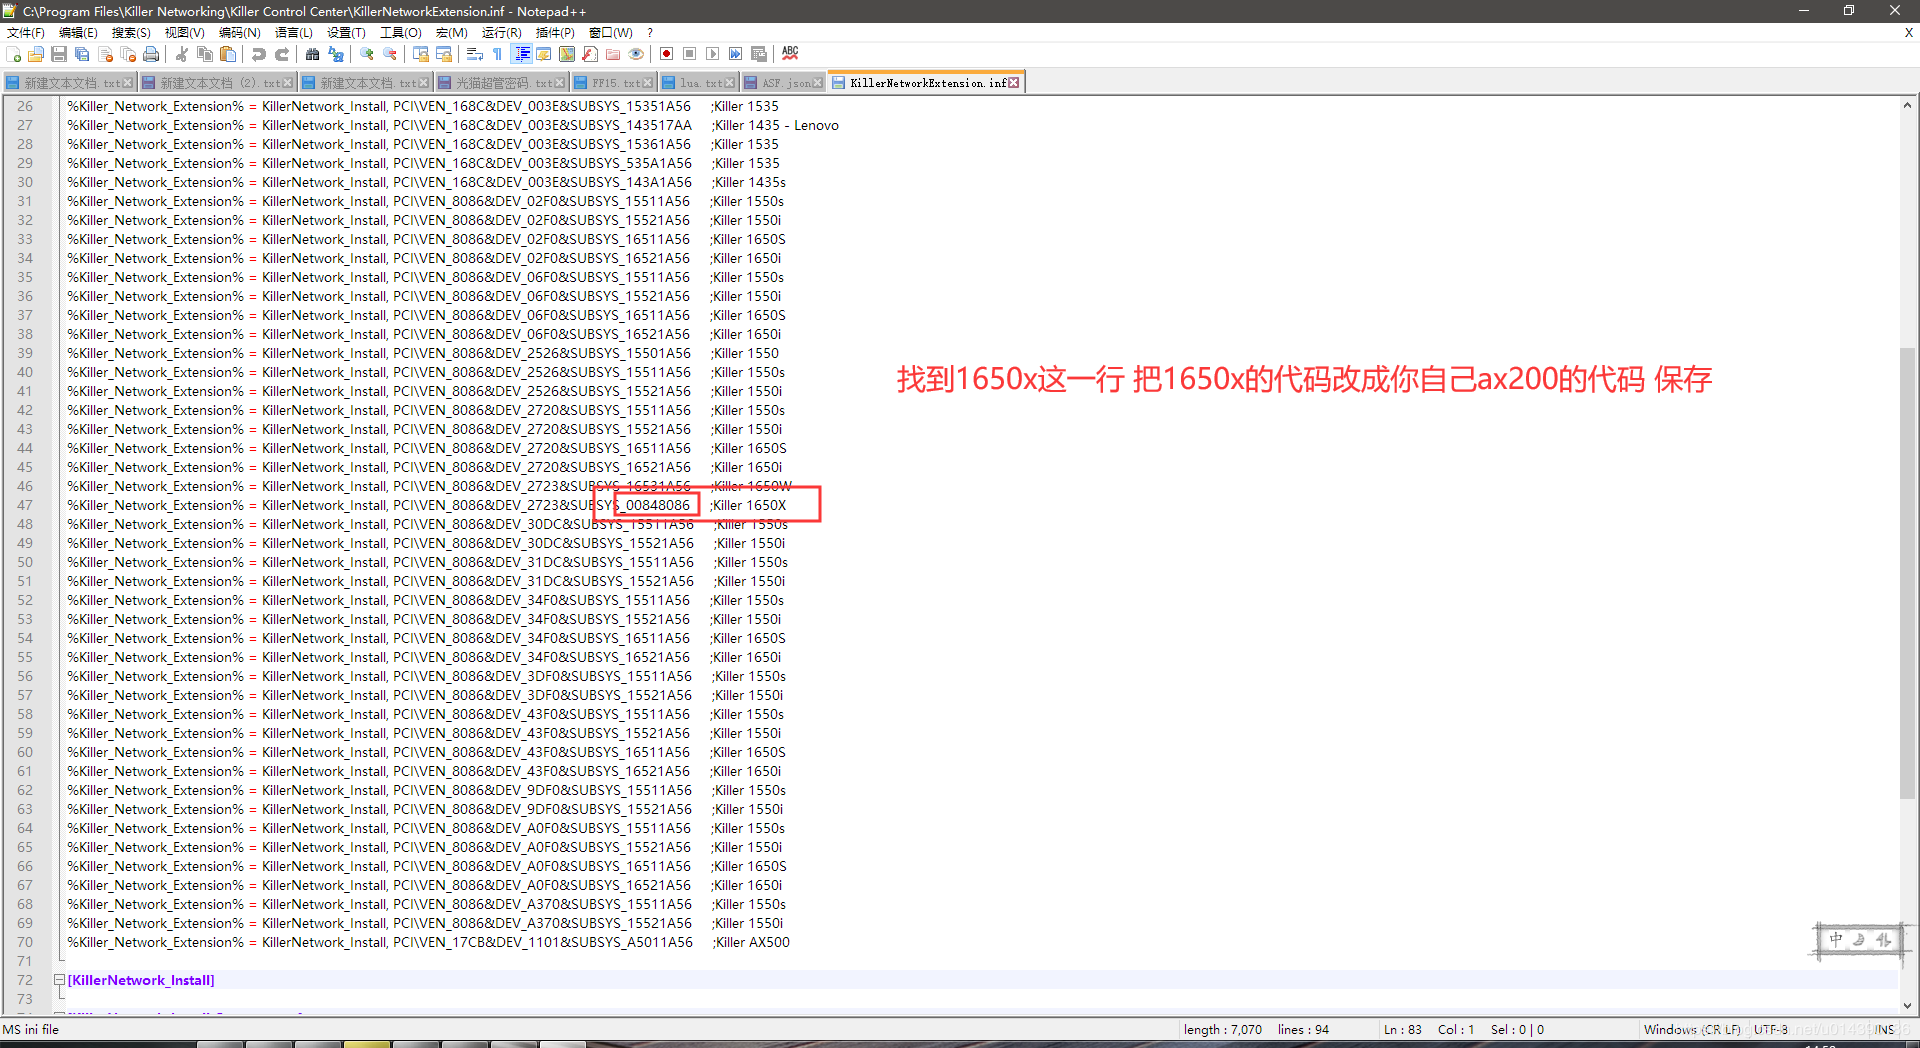 C:\Program Files\Killer Networking\Killer Control Center\KillerNetworkExtension.inf - Notepad++
文件(F) 编辑(E) 搜索(S) 视图(V) 编码(N) 语言(L) 设置(T) 工具(O) 宏(M) 运行(R) 插件(P) 窗口(W) ? X
新建文本文档.txt 新建文本文档 (2).txt 新建文本文档.txt 光猫超管密码.txt FF15.txt lua.txt ASF.json KillerNetworkExtension.inf
26 %Killer_Network_Extension% = KillerNetwork_Install, PCI\VEN_168C&DEV_003E&SUBSYS_15351A56 ;Killer 1535
27 %Killer_Network_Extension% = KillerNetwork_Install, PCI\VEN_168C&DEV_003E&SUBSYS_143517AA ;Killer 1435 - Lenovo
28 %Killer_Network_Extension% = KillerNetwork_Install, PCI\VEN_168C&DEV_003E&SUBSYS_15361A56 ;Killer 1535
29 %Killer_Network_Extension% = KillerNetwork_Install, PCI\VEN_168C&DEV_003E&SUBSYS_535A1A56 ;Killer 1535
30 %Killer_Network_Extension% = KillerNetwork_Install, PCI\VEN_168C&DEV_003E&SUBSYS_143A1A56 ;Killer 1435s
31 %Killer_Network_Extension% = KillerNetwork_Install, PCI\VEN_8086&DEV_02F0&SUBSYS_15511A56 ;Killer 1550s
32 %Killer_Network_Extension% = KillerNetwork_Install, PCI\VEN_8086&DEV_02F0&SUBSYS_15521A56 ;Killer 1550i
33 %Killer_Network_Extension% = KillerNetwork_Install, PCI\VEN_8086&DEV_02F0&SUBSYS_16511A56 ;Killer 1650S
34 %Killer_Network_Extension% = KillerNetwork_Install, PCI\VEN_8086&DEV_02F0&SUBSYS_16521A56 ;Killer 1650i
35 %Killer_Network_Extension% = KillerNetwork_Install, PCI\VEN_8086&DEV_06F0&SUBSYS_15511A56 ;Killer 1550s
36 %Killer_Network_Extension% = KillerNetwork_Install, PCI\VEN_8086&DEV_06F0&SUBSYS_15521A56 ;Killer 1550i
37 %Killer_Network_Extension% = KillerNetwork_Install, PCI\VEN_8086&DEV_06F0&SUBSYS_16511A56 ;Killer 1650S
38 %Killer_Network_Extension% = KillerNetwork_Install, PCI\VEN_8086&DEV_06F0&SUBSYS_16521A56 ;Killer 1650i
39 %Killer_Network_Extension% = KillerNetwork_Install, PCI\VEN_8086&DEV_2526&SUBSYS_15501A56 ;Killer 1550
40 %Killer_Network_Extension% = KillerNetwork_Install, PCI\VEN_8086&DEV_2526&SUBSYS_15511A56 ;Killer 1550s
41 %Killer_Network_Extension% = KillerNetwork_Install, PCI\VEN_8086&DEV_2526&SUBSYS_15521A56 ;Killer 1550i
找到1650x这一行 把1650x的代码改成你自己ax200的代码 保存
42 %Killer_Network_Extension% = KillerNetwork_Install, PCI\VEN_8086&DEV_2720&SUBSYS_15511A56 ;Killer 1550s
43 %Killer_Network_Extension% = KillerNetwork_Install, PCI\VEN_8086&DEV_2720&SUBSYS_15521A56 ;Killer 1550i
44 %Killer_Network_Extension% = KillerNetwork_Install, PCI\VEN_8086&DEV_2720&SUBSYS_16511A56 ;Killer 1650S
45 %Killer_Network_Extension% = KillerNetwork_Install, PCI\VEN_8086&DEV_2720&SUBSYS_16521A56 ;Killer 1650i
46 %Killer_Network_Extension% = KillerNetwork_Install, PCI\VEN_8086&DEV_2723&SUBSYS_16531A56 ;Killer 1650W
47 %Killer_Network_Extension% = KillerNetwork_Install, PCI\VEN_8086&DEV_2723&SUBSYS_00848086 ;Killer 1650X
48 %Killer_Network_Extension% = KillerNetwork_Install, PCI\VEN_8086&DEV_30DC&SUBSYS_15511A56 ;Killer 1550s
49 %Killer_Network_Extension% = KillerNetwork_Install, PCI\VEN_8086&DEV_30DC&SUBSYS_15521A56 ;Killer 1550i
50 %Killer_Network_Extension% = KillerNetwork_Install, PCI\VEN_8086&DEV_31DC&SUBSYS_15511A56 ;Killer 1550s
51 %Killer_Network_Extension% = KillerNetwork_Install, PCI\VEN_8086&DEV_31DC&SUBSYS_15521A56 ;Killer 1550i
52 %Killer_Network_Extension% = KillerNetwork_Install, PCI\VEN_8086&DEV_34F0&SUBSYS_15511A56 ;Killer 1550s
53 %Killer_Network_Extension% = KillerNetwork_Install, PCI\VEN_8086&DEV_34F0&SUBSYS_15521A56 ;Killer 1550i
54 %Killer_Network_Extension% = KillerNetwork_Install, PCI\VEN_8086&DEV_34F0&SUBSYS_16511A56 ;Killer 1650S
55 %Killer_Network_Extension% = KillerNetwork_Install, PCI\VEN_8086&DEV_34F0&SUBSYS_16521A56 ;Killer 1650i
56 %Killer_Network_Extension% = KillerNetwork_Install, PCI\VEN_8086&DEV_3DF0&SUBSYS_15511A56 ;Killer 1550s
57 %Killer_Network_Extension% = KillerNetwork_Install, PCI\VEN_8086&DEV_3DF0&SUBSYS_15521A56 ;Killer 1550i
58 %Killer_Network_Extension% = KillerNetwork_Install, PCI\VEN_8086&DEV_43F0&SUBSYS_15511A56 ;Killer 1550s
59 %Killer_Network_Extension% = KillerNetwork_Install, PCI\VEN_8086&DEV_43F0&SUBSYS_15521A56 ;Killer 1550i
60 %Killer_Network_Extension% = KillerNetwork_Install, PCI\VEN_8086&DEV_43F0&SUBSYS_16511A56 ;Killer 1650S
61 %Killer_Network_Extension% = KillerNetwork_Install, PCI\VEN_8086&DEV_43F0&SUBSYS_16521A56 ;Killer 1650i
62 %Killer_Network_Extension% = KillerNetwork_Install, PCI\VEN_8086&DEV_9DF0&SUBSYS_15511A56 ;Killer 1550s
63 %Killer_Network_Extension% = KillerNetwork_Install, PCI\VEN_8086&DEV_9DF0&SUBSYS_15521A56 ;Killer 1550i
64 %Killer_Network_Extension% = KillerNetwork_Install, PCI\VEN_8086&DEV_A0F0&SUBSYS_15511A56 ;Killer 1550s
65 %Killer_Network_Extension% = KillerNetwork_Install, PCI\VEN_8086&DEV_A0F0&SUBSYS_15521A56 ;Killer 1550i
66 %Killer_Network_Extension% = KillerNetwork_Install, PCI\VEN_8086&DEV_A0F0&SUBSYS_16511A56 ;Killer 1650S
67 %Killer_Network_Extension% = KillerNetwork_Install, PCI\VEN_8086&DEV_A0F0&SUBSYS_16521A56 ;Killer 1650i
68 %Killer_Network_Extension% = KillerNetwork_Install, PCI\VEN_8086&DEV_A370&SUBSYS_15511A56 ;Killer 1550s
69 %Killer_Network_Extension% = KillerNetwork_Install, PCI\VEN_8086&DEV_A370&SUBSYS_15521A56 ;Killer 1550i
70 %Killer_Network_Extension% = KillerNetwork_Install, PCI\VEN_17CB&DEV_1101&SUBSYS_A5011A56 ;Killer AX500
中
71
72 [KillerNetwork_Install]
73
MS ini file length : 7,070 lines : 94 Ln : 83 Col : 1 Sel : 0 | 0 Windows (CR LF) UTF-8 INS